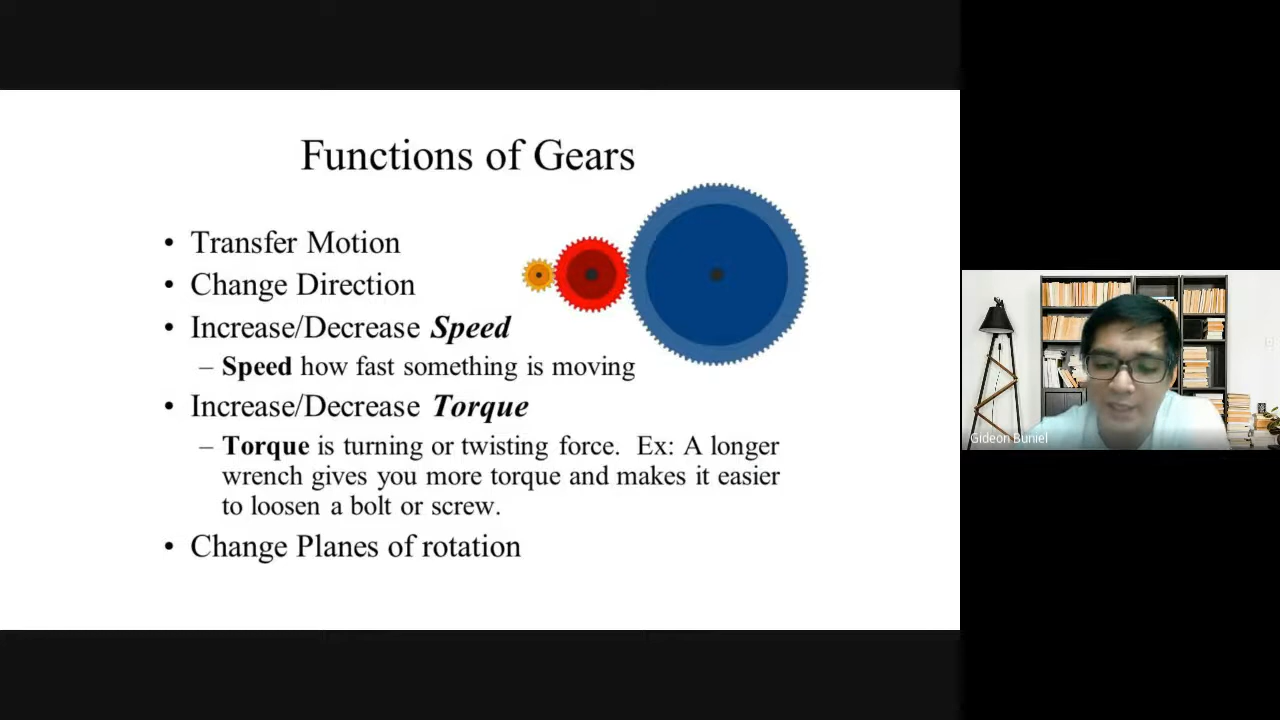 Functions of Gears
• Transfer Motion
• Change Direction
• Increase/Decrease Speed
– Speed how fast something is moving
• Increase/Decrease Torque
– Torque is turning or twisting force. Ex: A longer
wrench gives you more torque and makes it easier
to loosen a bolt or screw.
• Change Planes of rotation
Gideon Buniel